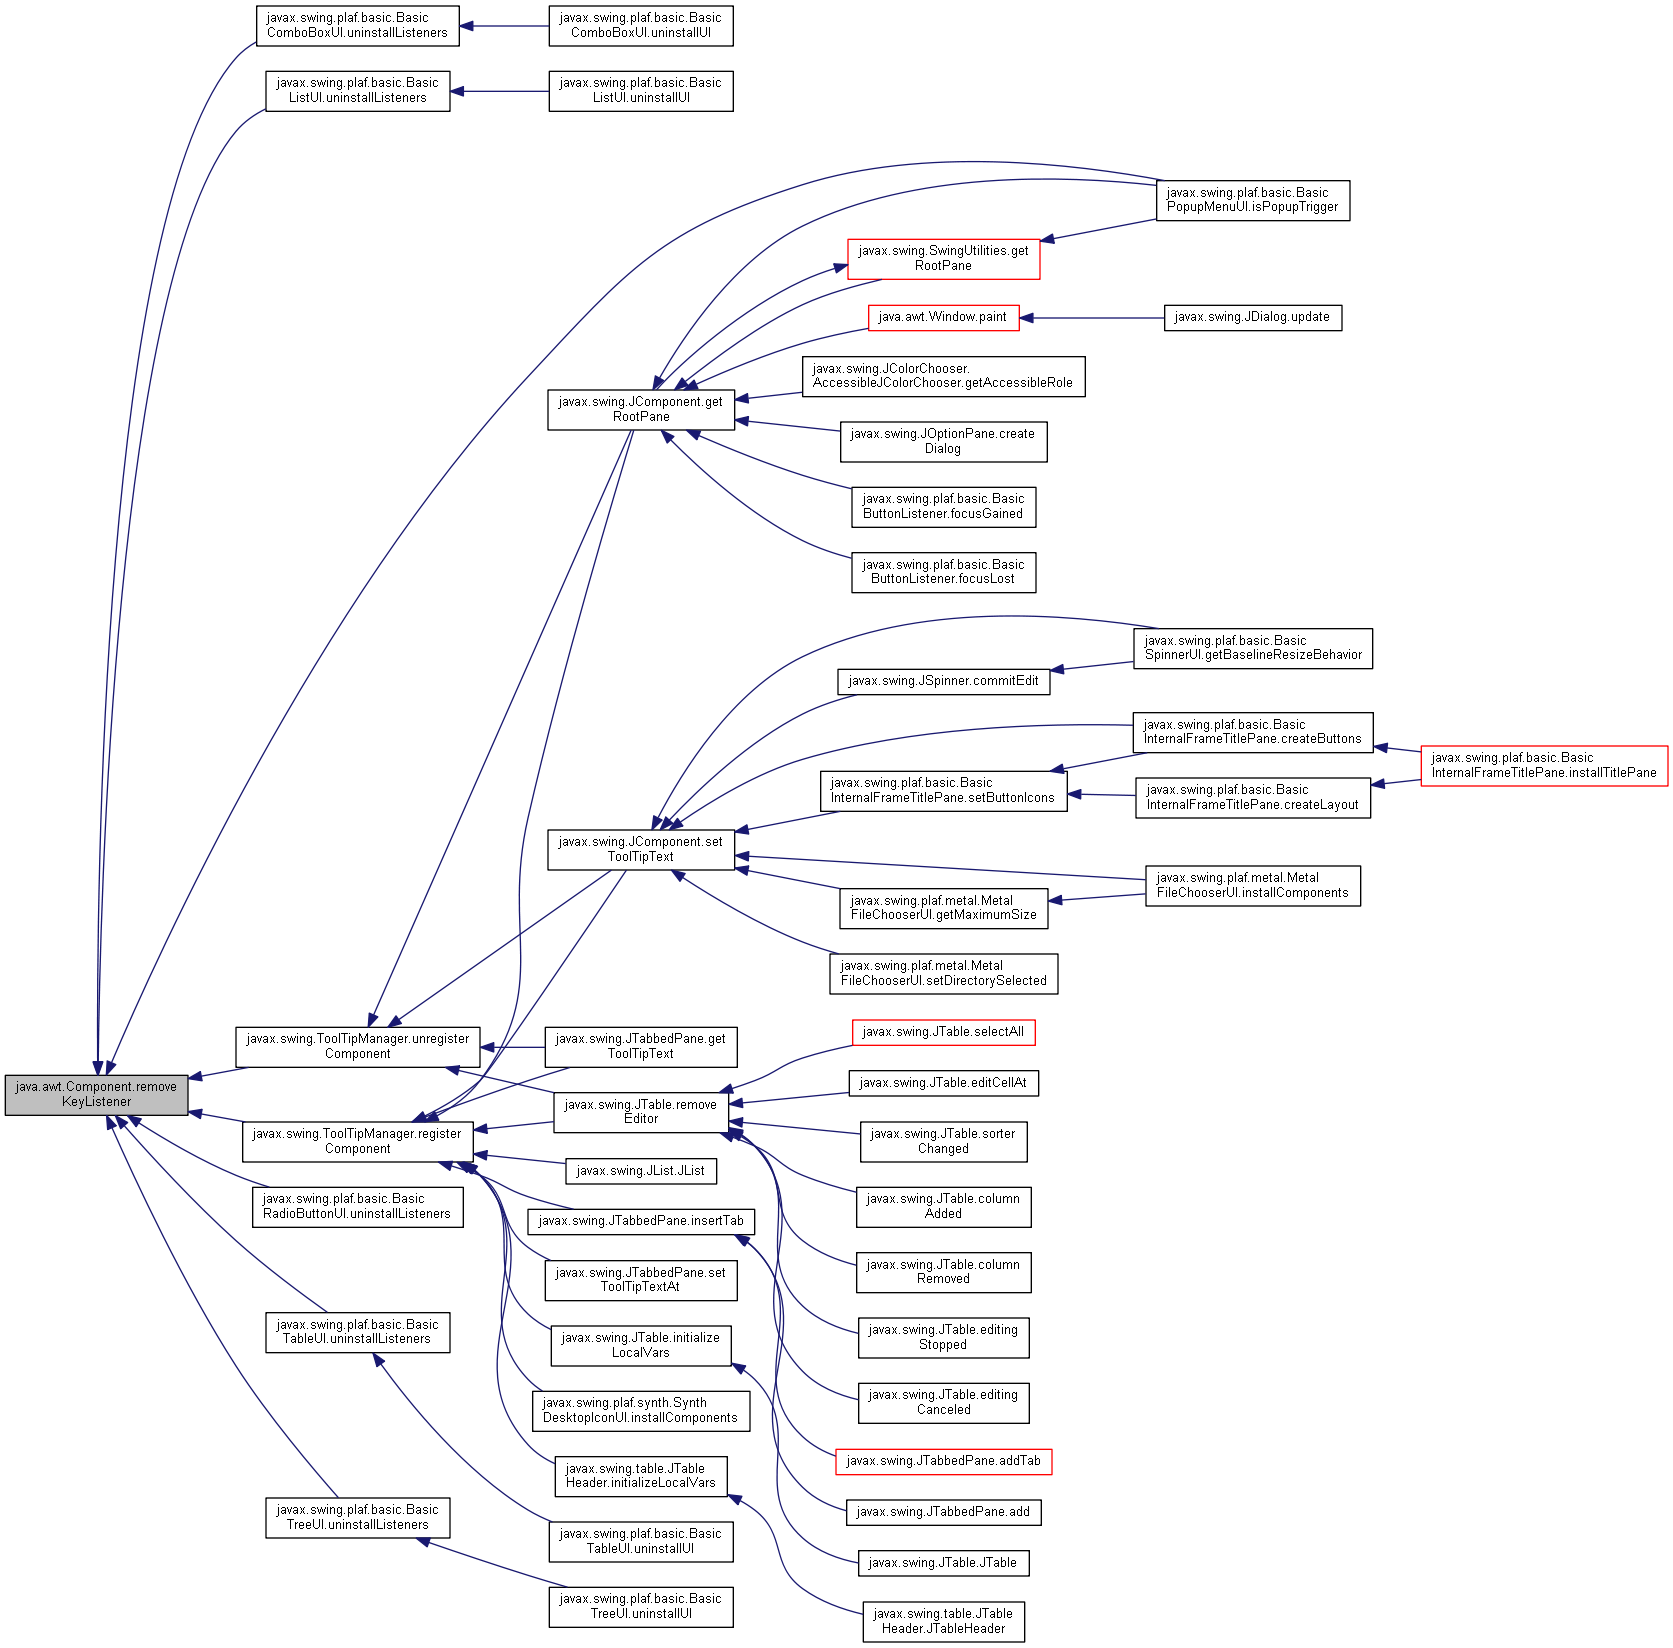 javax.swing.plaf.basic.Basic
ComboBoxUI.uninstallListeners
javax.swing.plaf.basic.Basic
ComboBoxUI.uninstallUI
javax.swing.plaf.basic.Basic
ListUI.uninstallListeners
javax.swing.plaf.basic.Basic
ListUI.uninstallUI
javax.swing.plaf.basic.Basic
PopupMenuUI.isPopupTrigger
javax.swing.SwingUtilities.get
RootPane
java.awt.Window.paint
javax.swing.JDialog.update
javax.swing.JColorChooser.
AccessibleJColorChooser.getAccessibleRole
javax.swing.JComponent.get
RootPane
javax.swing.JOptionPane.create
Dialog
javax.swing.plaf.basic.Basic
ButtonListener.focusGained
javax.swing.plaf.basic.Basic
ButtonListener.focusLost
javax.swing.plaf.basic.Basic
SpinnerUI.getBaselineResizeBehavior
javax.swing.JSpinner.commitEdit
javax.swing.plaf.basic.Basic
InternalFrameTitlePane.createButtons
javax.swing.plaf.basic.Basic
InternalFrameTitlePane.installTitlePane
javax.swing.plaf.basic.Basic
InternalFrameTitlePane.setButtonIcons
javax.swing.plaf.basic.Basic
InternalFrameTitlePane.createLayout
javax.swing.JComponent.set
ToolTipText
javax.swing.plaf.metal.Metal
FileChooserUI.installComponents
javax.swing.plaf.metal.Metal
FileChooserUI.getMaximumSize
javax.swing.plaf.metal.Metal
FileChooserUI.setDirectorySelected
javax.swing.ToolTipManager.unregister
Component
javax.swing.JTabbedPane.get
ToolTipText
javax.swing.JTable.selectAll
java.awt.Component.remove
KeyListener
javax.swing.JTable.editCellAt
javax.swing.JTable.remove
Editor
javax.swing.ToolTipManager.register
Component
javax.swing.JTable.sorter
Changed
javax.swing.JList.JList
javax.swing.plaf.basic.Basic
RadioButtonUI.uninstallListeners
javax.swing.JTable.column
Added
javax.swing.JTabbedPane.insertTab
javax.swing.JTable.column
Removed
javax.swing.JTabbedPane.set
ToolTipTextAt
javax.swing.plaf.basic.Basic
TableUI.uninstallListeners
javax.swing.JTable.initialize
LocalVars
javax.swing.JTable.editing
Stopped
javax.swing.plaf.synth.Synth
DesktopIconUI.installComponents
javax.swing.JTable.editing
Canceled
javax.swing.JTabbedPane.addTab
javax.swing.table.JTable
Header.initializeLocalVars
javax.swing.JTabbedPane.add
javax.swing.plaf.basic.Basic
TreeUI.uninstallListeners
javax.swing.plaf.basic.Basic
TableUI.uninstallUI
javax.swing.JTable.JTable
javax.swing.plaf.basic.Basic
TreeUI.uninstallUI
javax.swing.table.JTable
Header.JTableHeader